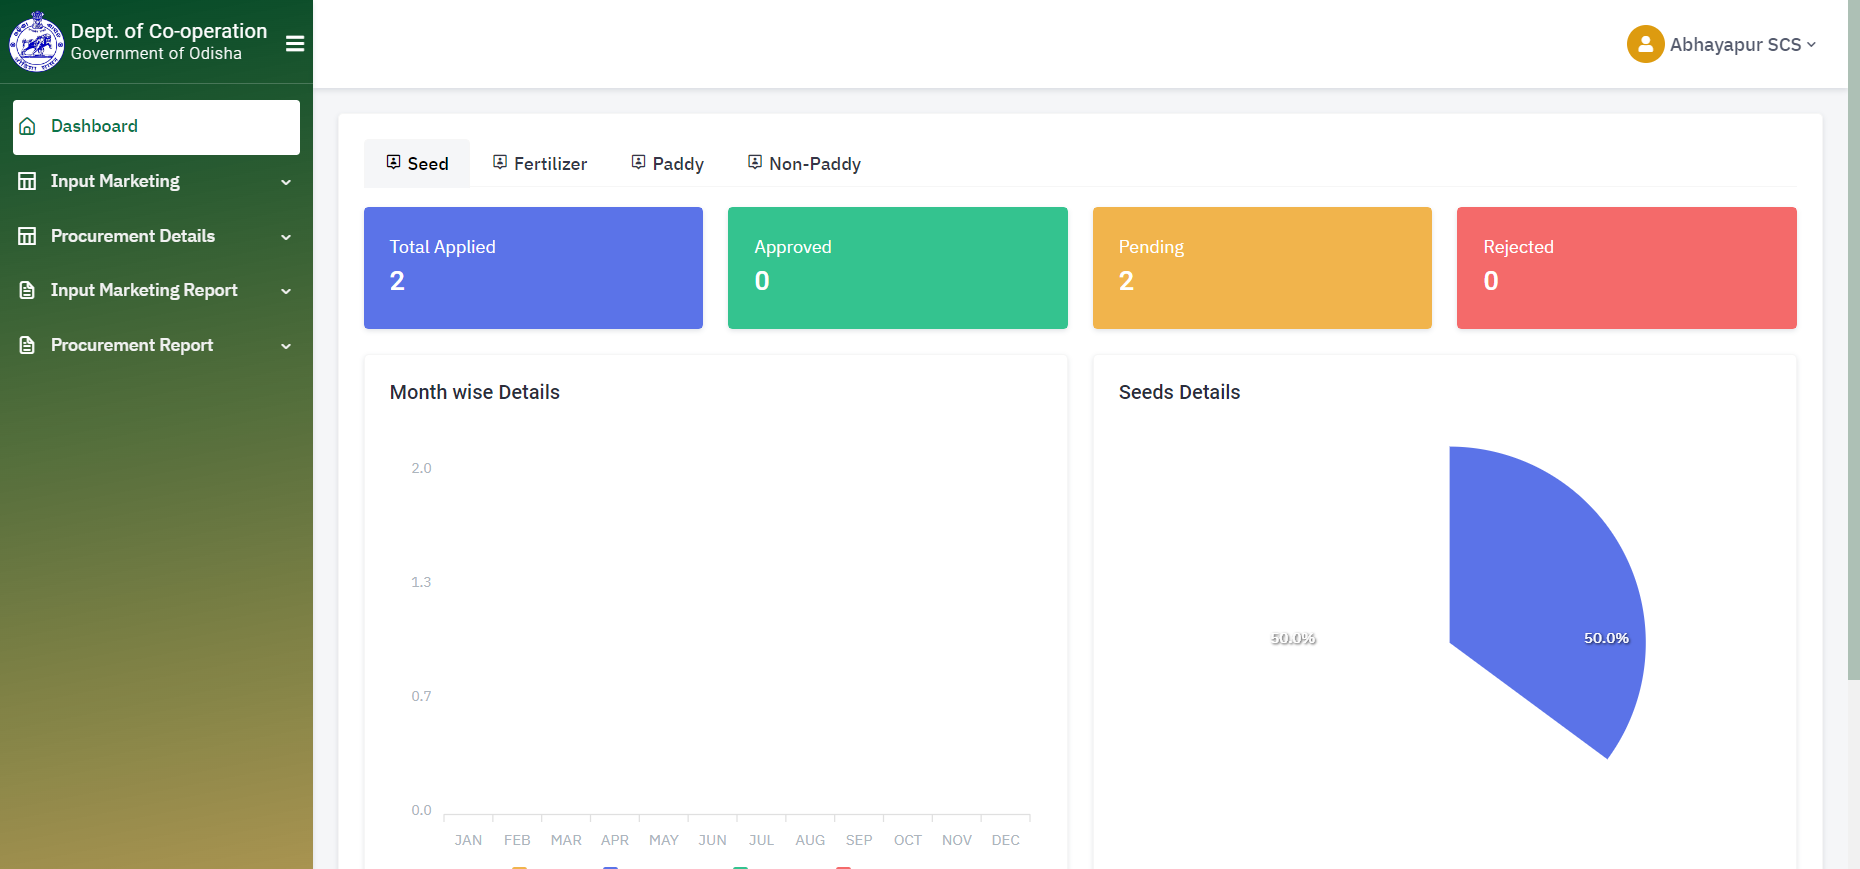 Dept. of Co-operation
Government of Odisha
Abhayapur SCS
Dashboard
Input Marketing
Procurement Details
Input Marketing Report
Procurement Report
Seed
Fertilizer
Paddy
Non-Paddy
Total Applied
2
Approved
0
Pending
2
Rejected
0
Month wise Details
2.0
1.3
0.7
0.0
JAN FEB MAR APR MAY JUN JUL AUG SEP OCT NOV DEC
Seeds Details
50.0%
50.0%